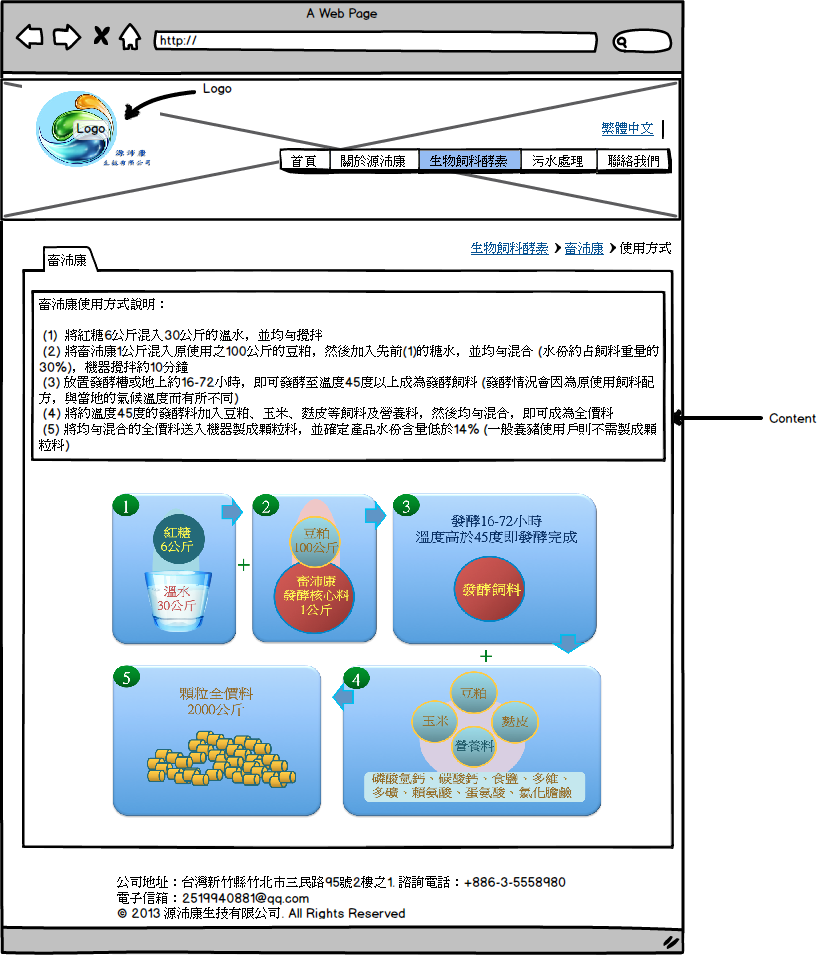 A Web Page
http://
Logo
Logo
源沛康
生技有限公司
繁體中文
首頁
關於源沛康
生物飼料酵素
污水處理
聯絡我們
生物飼料酵素 > 畜沛康 > 使用方式
畜沛康
畜沛康使用方式說明：
(1) 將紅糖6公斤混入30公斤的溫水，並均勻攪拌
(2) 將畜沛康1公斤混入原使用之100公斤的豆粕，然後加入先前(1)的糖水，並均勻混合 (水份約占飼料重量的
30%)，機器攪拌約10分鐘
(3) 放置發酵槽或地上約16-72小時，即可發酵至溫度45度以上成為發酵飼料 (發酵情況會因為原使用飼料配
方，與當地的氣候溫度而有所不同)
(4) 將約溫度45度的發酵料加入豆粕、玉米、麩皮等飼料及營養料，然後均勻混合，即可成為全價料
(5) 將均勻混合的全價料送入機器製成顆粒料，並確定產品水份含量低於14% (一般養豬使用戶則不需製成顆
粒料)
Content
1
紅糖
6公斤
溫水
30公斤
+
2
豆粕
100公斤
畜沛康
發酵核心料
1公斤
3
發酵16-72小時
溫度高於45度即發酵完成
發酵飼料
+
5
顆粒全價料
2000公斤
4
豆粕
玉米
麩皮
營養料
磷酸氫鈣、碳酸鈣、食鹽、多維、
多礦、賴氨酸、蛋氨酸、氯化膽鹼
公司地址：台灣新竹縣竹北市三民路95號2樓之1. 諮詢電話：+886-3-5558980
電子信箱：2519940881@qq.com
© 2013 源沛康生技有限公司. All Rights Reserved